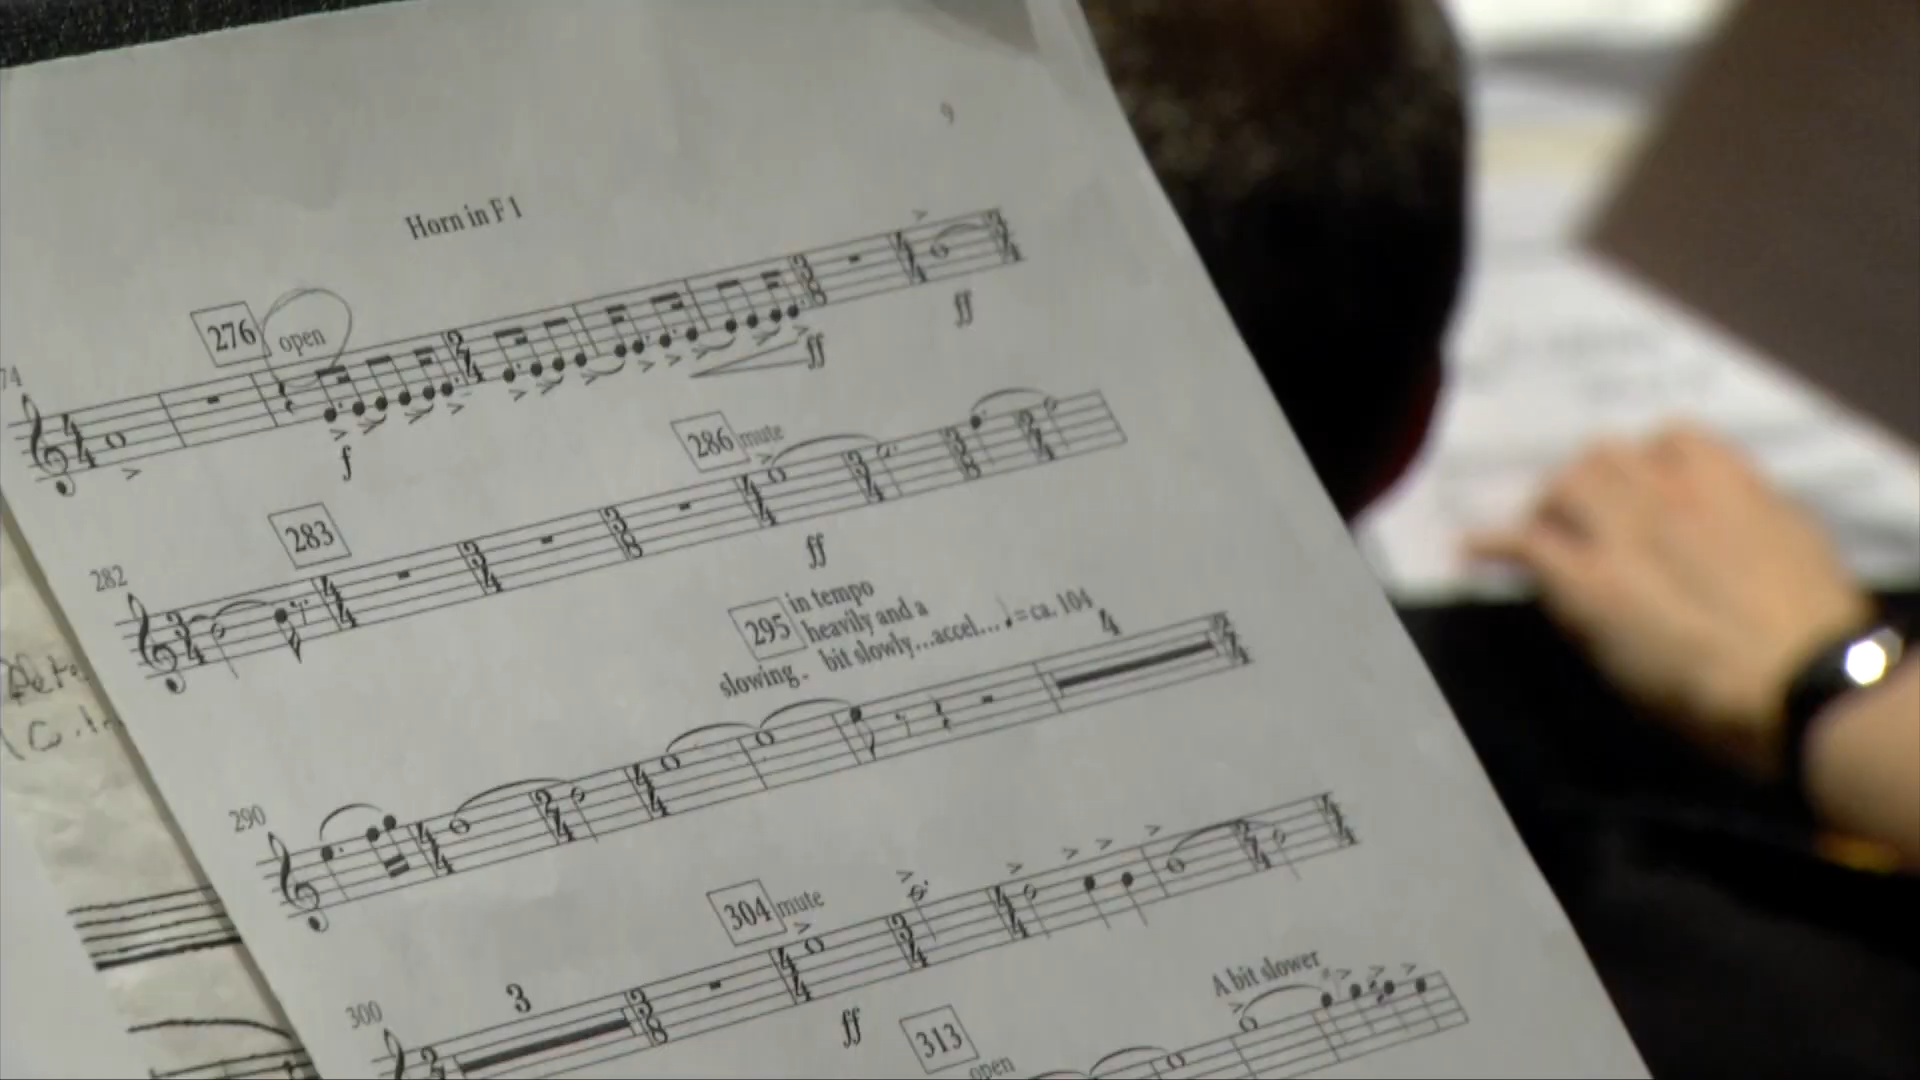 9
Horn in F 1
276 open
74
f
ff
ff
286 mute
283
282
ff
295 in tempo
heavily and a
slowing - bit slowly...accel... ♩ = ca. 104
4
290
304 mute
3
300
ff
A bit slower
313
open